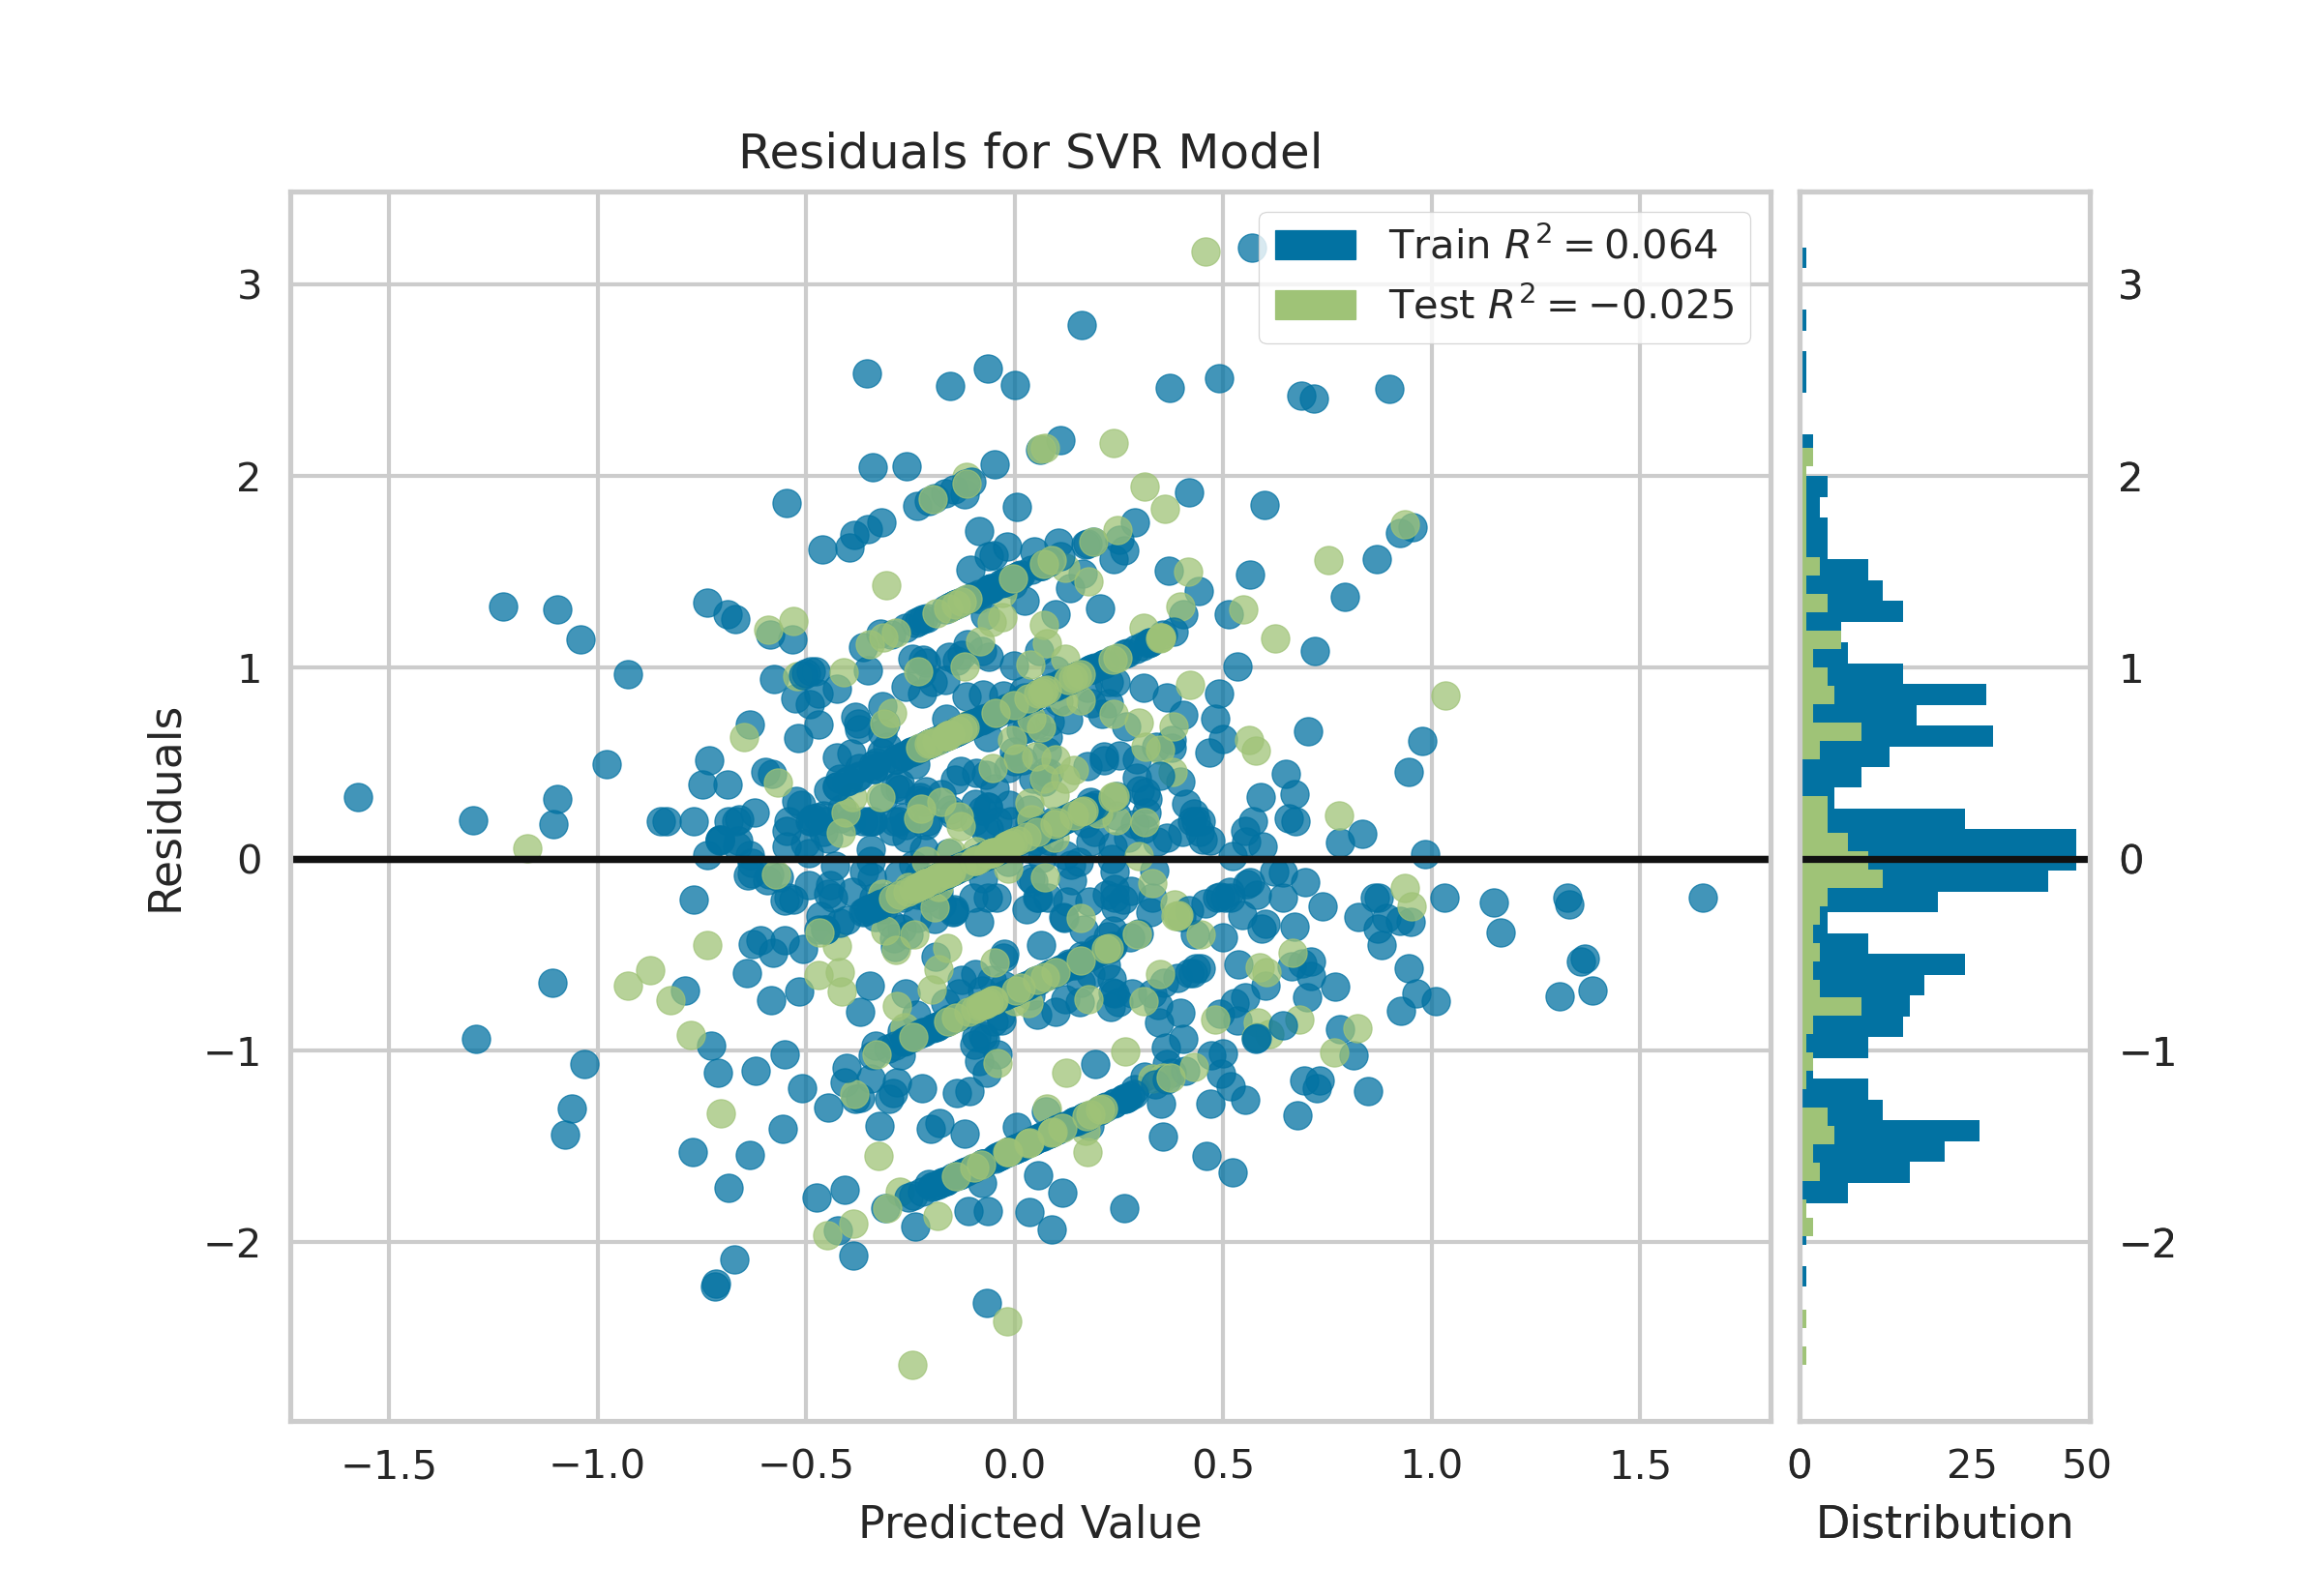 Residuals for SVR Model
Train R² = 0.064
Test R² = −0.025
Residuals
3
2
1
0
−1
−2
3
2
1
0
−1
−2
−1.5 −1.0 −0.5 0.0 0.5 1.0 1.5
0 25 50
Predicted Value
Distribution